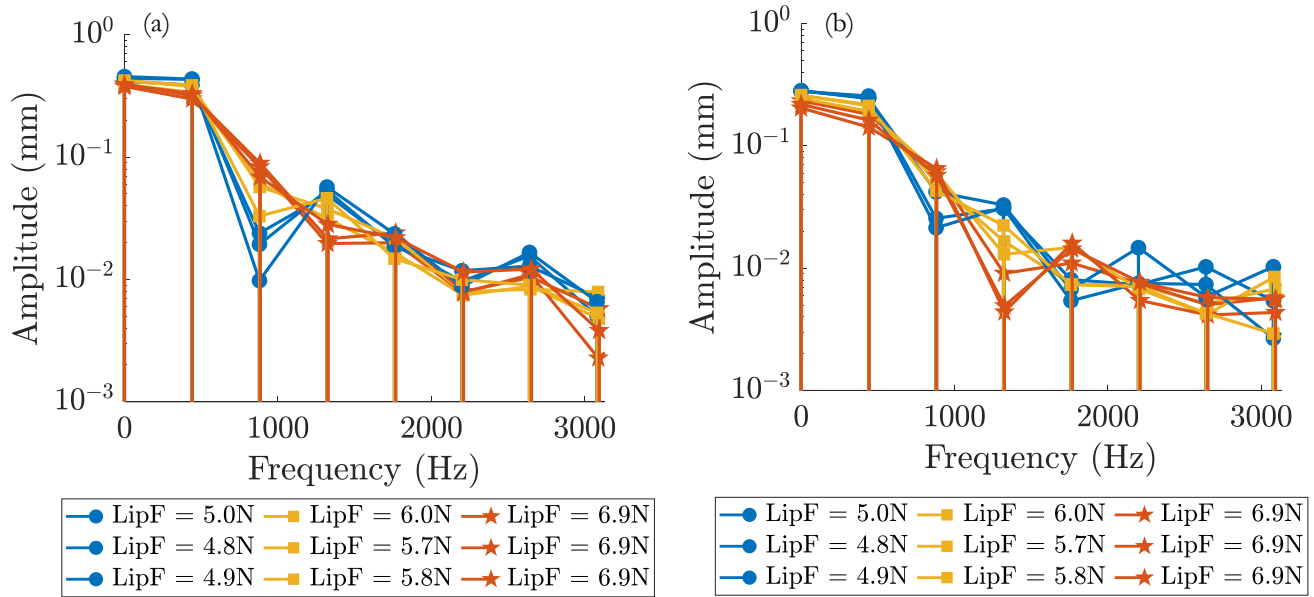 (a)
10^0
10^-1
10^-2
10^-3
Amplitude (mm)
0 1000 2000 3000
Frequency (Hz)
LipF = 5.0N LipF = 6.0N LipF = 6.9N
LipF = 4.8N LipF = 5.7N LipF = 6.9N
LipF = 4.9N LipF = 5.8N LipF = 6.9N
(b)
10^0
10^-1
10^-2
10^-3
Amplitude (mm)
0 1000 2000 3000
Frequency (Hz)
LipF = 5.0N LipF = 6.0N LipF = 6.9N
LipF = 4.8N LipF = 5.7N LipF = 6.9N
LipF = 4.9N LipF = 5.8N LipF = 6.9N